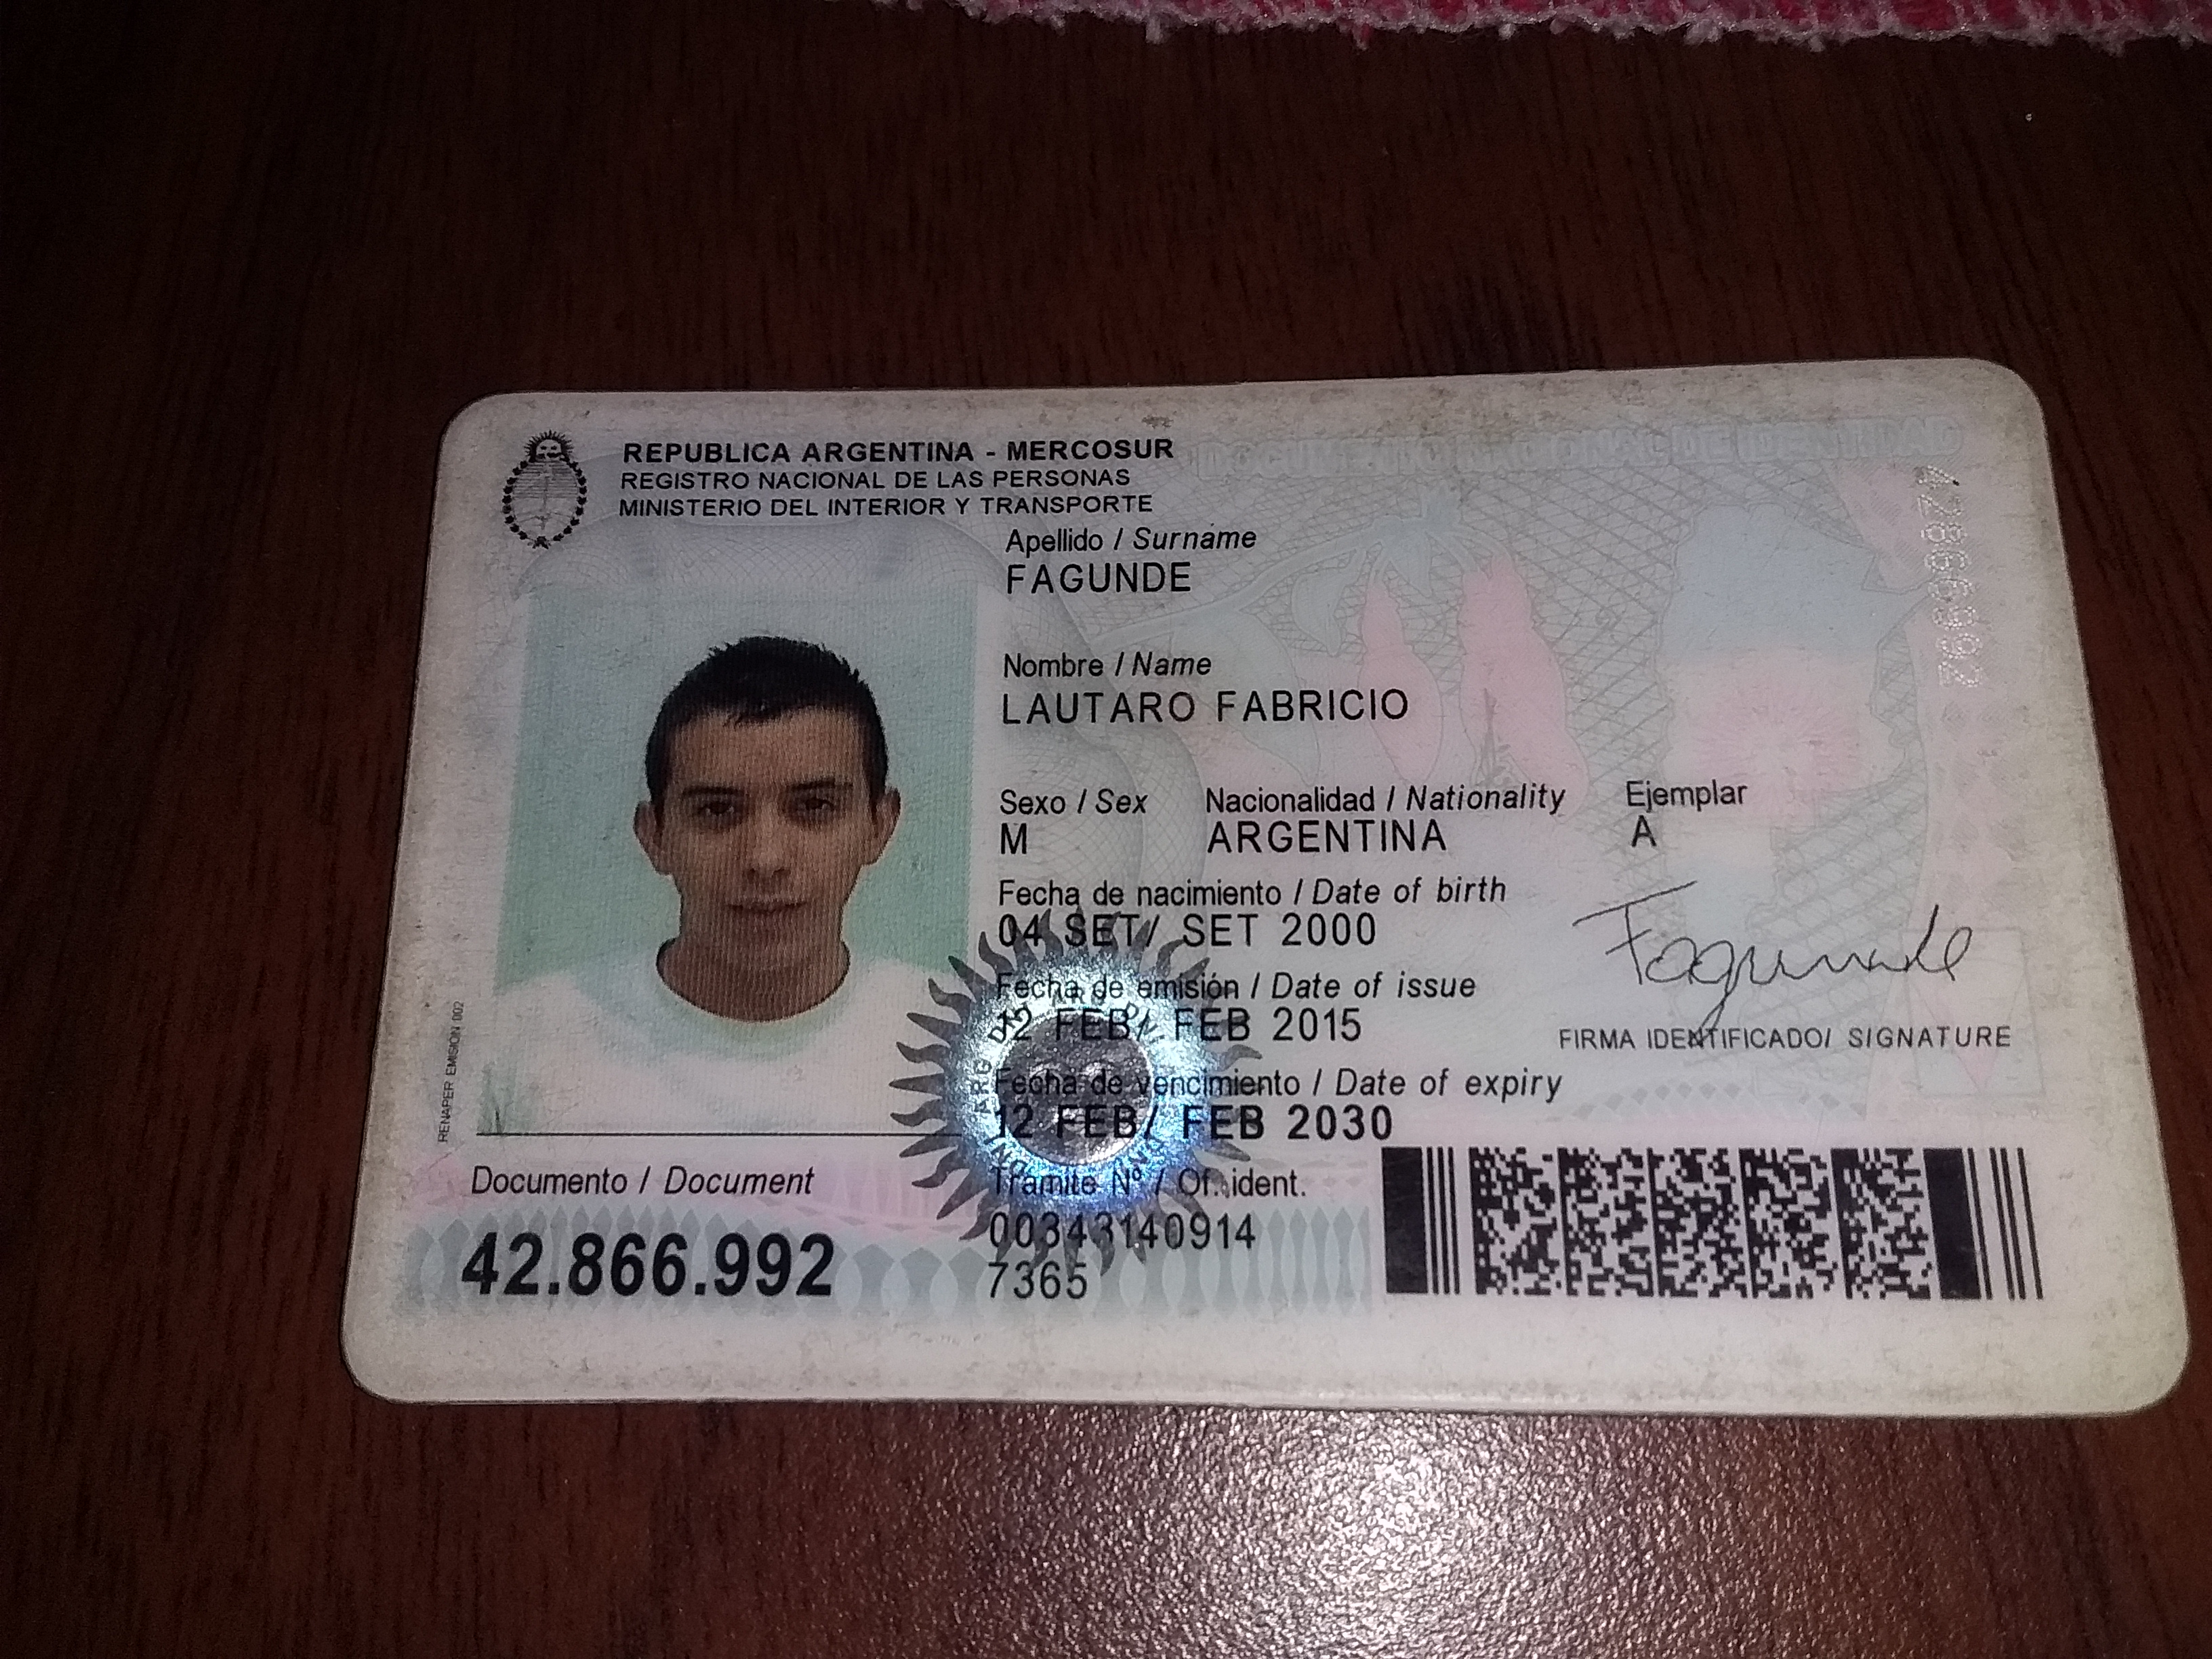 REPUBLICA ARGENTINA - MERCOSUR
REGISTRO NACIONAL DE LAS PERSONAS
MINISTERIO DEL INTERIOR Y TRANSPORTE
Apellido / Surname
FAGUNDE
Nombre / Name
LAUTARO FABRICIO
Sexo / Sex
Nacionalidad / Nationality
Ejemplar
M
ARGENTINA
A
Fecha de nacimiento / Date of birth
04 SET/ SET 2000
Fecha de emisión / Date of issue
12 FEB/ FEB 2015
Fecha de vencimiento / Date of expiry
12 FEB/ FEB 2030
Fagunde
FIRMA IDENTIFICADO/ SIGNATURE
RENAPER EMISIÓN 002
Documento / Document
42.866.992
Trámite Nº / Of. ident.
00343140914
7365
42866992